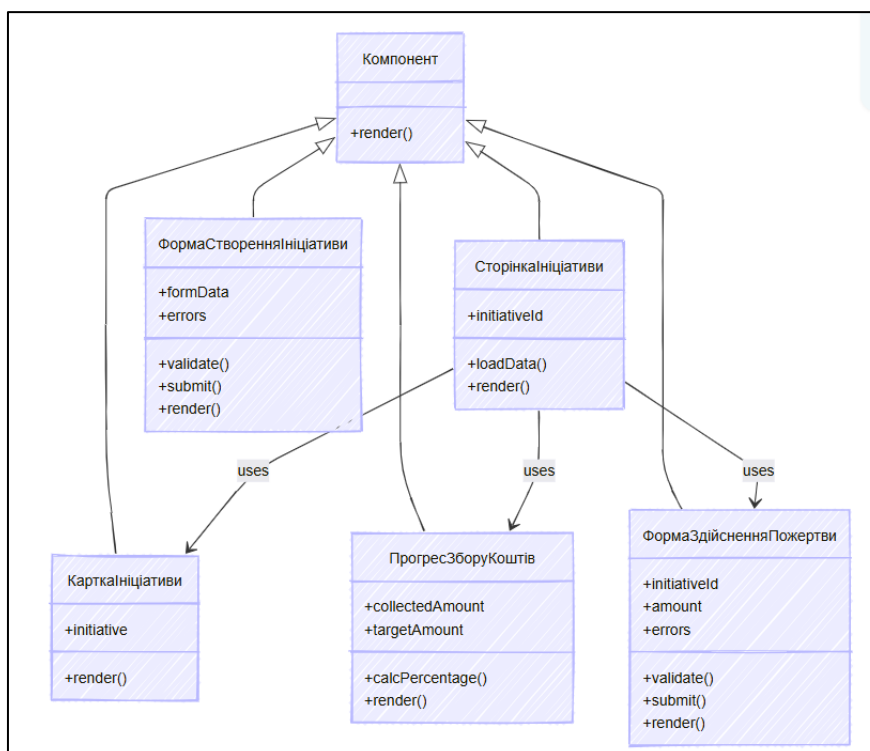 Компонент
+render()
ФормаСтворенняІніціативи
+formData
+errors
+validate()
+submit()
+render()
СторінкаІніціативи
+initiativeId
+loadData()
+render()
uses
uses
uses
КарткаІніціативи
+initiative
+render()
ПрогресЗборуКоштів
+collectedAmount
+targetAmount
+calcPercentage()
+render()
ФормаЗдійсненняПожертви
+initiativeId
+amount
+errors
+validate()
+submit()
+render()